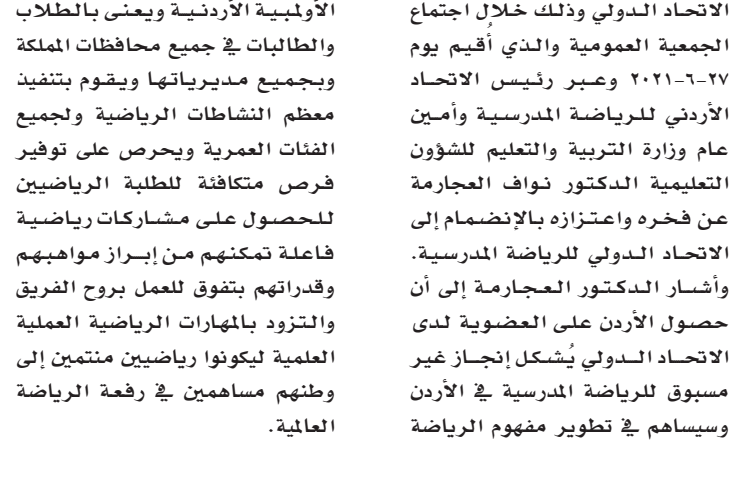 الاتحاد الدولي وذلك خلال اجتماع
الجمعية العمومية والذي أُقيم يوم
٢٧-٦-٢٠٢١ وعبر رئيس الاتحاد
الأردني للرياضة المدرسية وأمين
عام وزارة التربية والتعليم للشؤون
التعليمية الدكتور نواف العجارمة
عن فخره واعتزازه بالإنضمام إلى
الاتحاد الدولي للرياضة المدرسية.
وأشار الدكتور العجارمة إلى أن
حصول الأردن على العضوية لدى
الاتحاد الدولي يُشكل إنجاز غير
مسبوق للرياضة المدرسية في الأردن
وسيساهم في تطوير مفهوم الرياضة
الأولمبية الأردنية ويعنى بالطلاب
والطالبات في جميع محافظات المملكة
وبجميع مديرياتها ويقوم بتنفيذ
معظم النشاطات الرياضية ولجميع
الفئات العمرية ويحرص على توفير
فرص متكافئة للطلبة الرياضيين
للحصول على مشاركات رياضية
فاعلة تمكنهم من إبراز مواهبهم
وقدراتهم بتفوق للعمل بروح الفريق
والتزود بالمهارات الرياضية العملية
العلمية ليكونوا رياضيين منتمين إلى
وطنهم مساهمين في رفعة الرياضة
العالمية.